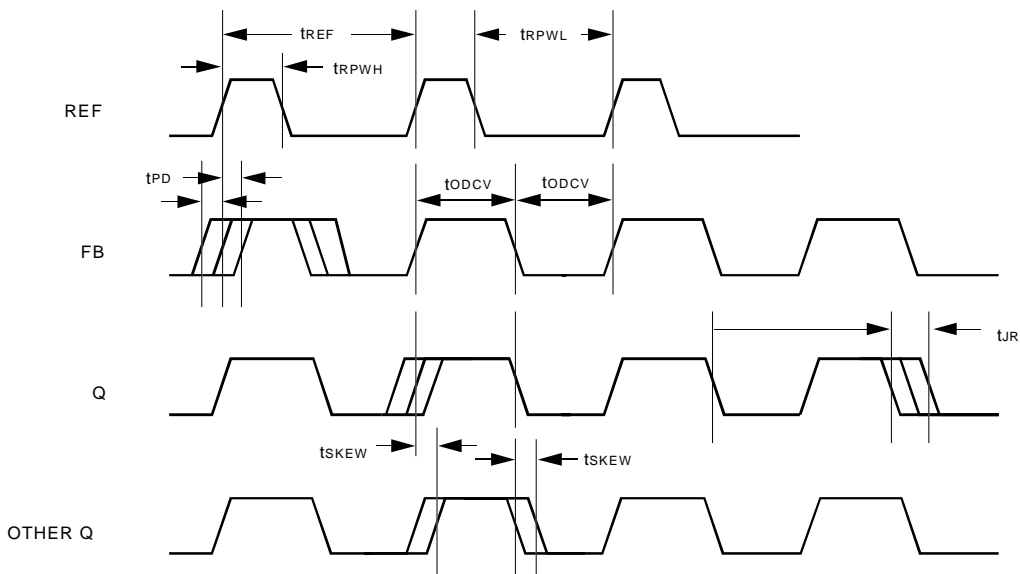 tREF
tRPWL
tRPWH
REF
tPD
tODCV
tODCV
FB
tJR
Q
tSKEW
tSKEW
OTHER Q